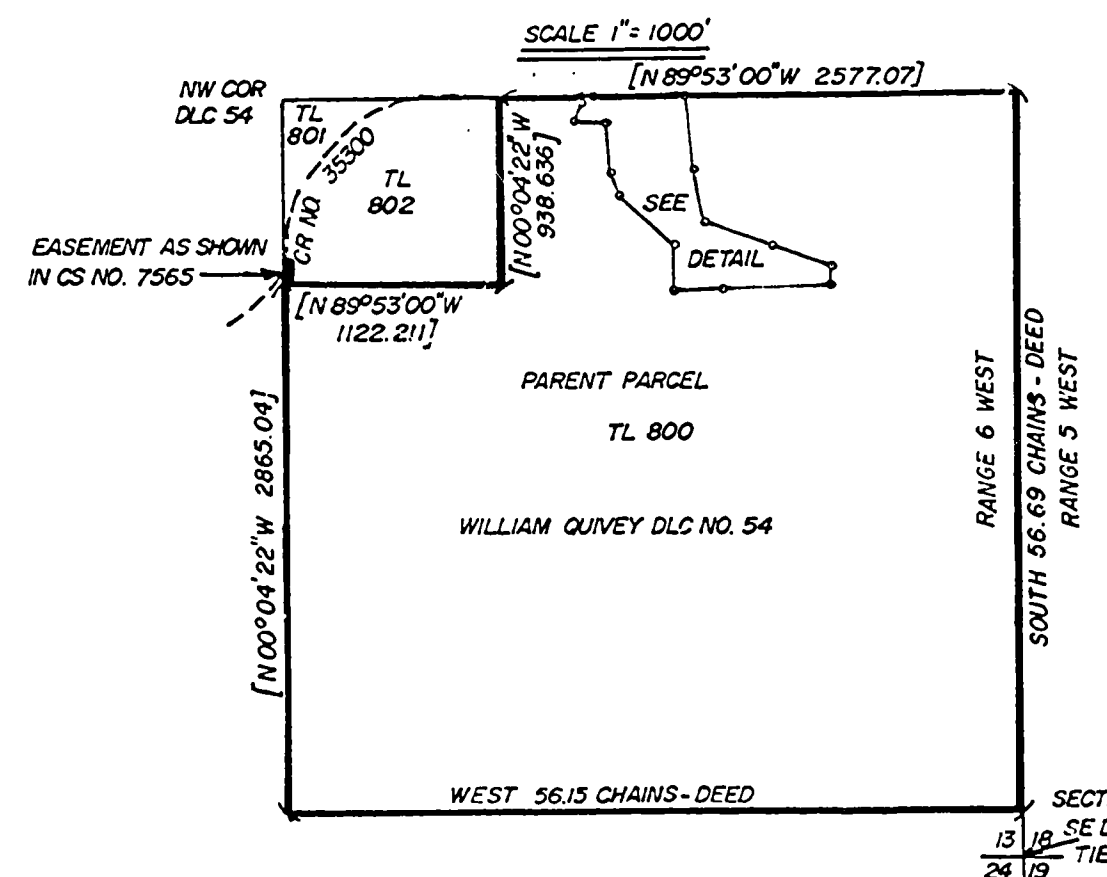 SCALE 1"= 1000'
[N 89°53'00"W 2577.07]
NW COR
DLC 54
TL
801
CR NO. 35300
TL
802
[N 00°04'22"W
938.636]
EASEMENT AS SHOWN
IN CS NO. 7565
[N 89°53'00"W
1122.211]
SEE
DETAIL
PARENT PARCEL
TL 800
WILLIAM QUIVEY DLC NO. 54
[N 00°04'22"W 2865.04]
RANGE 6 WEST
SOUTH 56.69 CHAINS - DEED
RANGE 5 WEST
WEST 56.15 CHAINS - DEED
SECT
SE
TIE
13 18
24 19